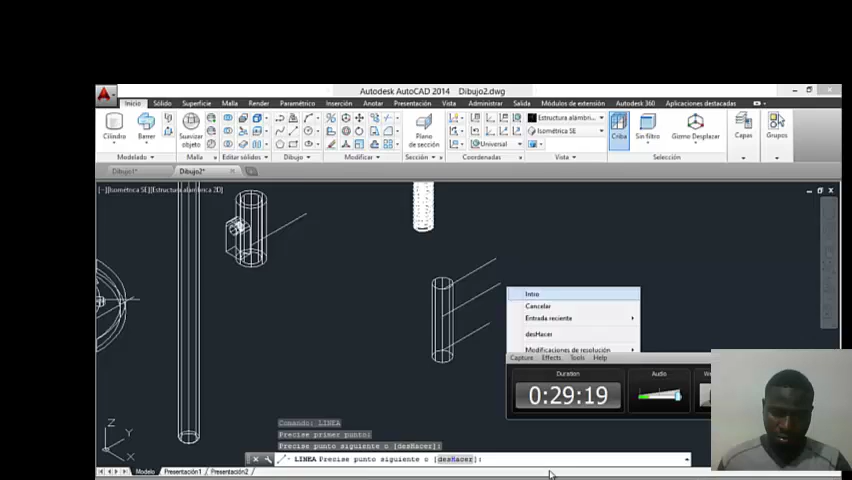 Autodesk AutoCAD 2014 Dibujo2.dwg
Inicio Sólido Superficie Malla Render Paramétrico Inserción Anotar Presentación Vista Administrar Salida Módulos de extensión Autodesk 360 Aplicaciones destacadas
Estructura alámbri...
Isométrica SE
Universal
Cilindro Barrer Suavizar objeto Plano de sección Criba Sin filtro Gizmo Desplazar Capas Grupos
Modelado Malla Editar sólidos Dibujo Modificar Sección Coordenadas Vista Selección
Dibujo1* Dibujo2*
[−][Isométrica SE][Estructura alámbrica 2D]
Intro
Cancelar
Entrada reciente
desHacer
Modificaciones de resolución
Capture Effects Tools Help
Duration Audio
0:29:19
Z
Y
X
Comando: LINEA
Precise primer punto:
Precise punto siguiente o [desHacer]:
LINEA Precise punto siguiente o [desHacer]:
Modelo Presentación1 Presentación2